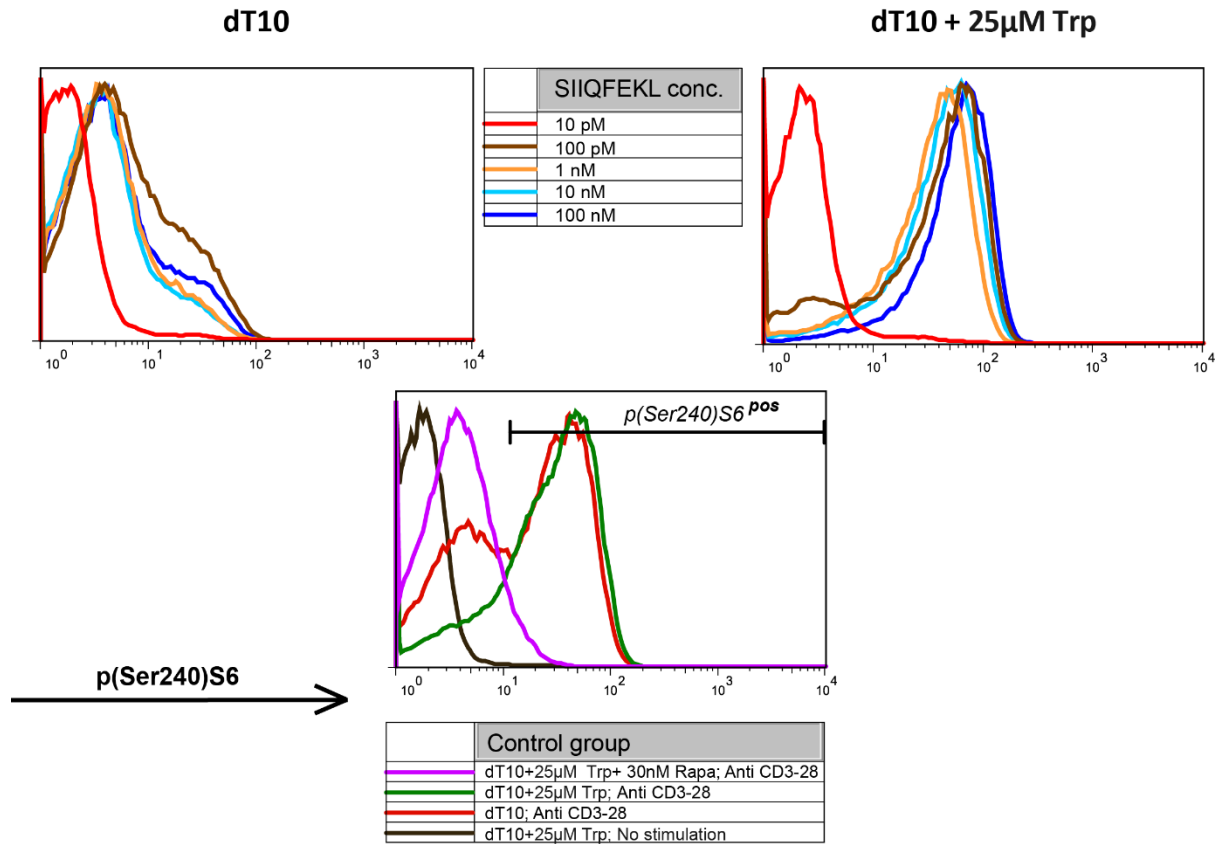 dT10
dT10 + 25µM Trp
SIIQFEKL conc.
10 pM
100 pM
1 nM
10 nM
100 nM
10⁰ 10¹ 10² 10³ 10⁴
10⁰ 10¹ 10² 10³ 10⁴
p(Ser240)S6 pos
10⁰ 10¹ 10² 10³ 10⁴
p(Ser240)S6
Control group
dT10+25µM Trp+ 30nM Rapa; Anti CD3-28
dT10+25µM Trp; Anti CD3-28
dT10; Anti CD3-28
dT10+25µM Trp; No stimulation